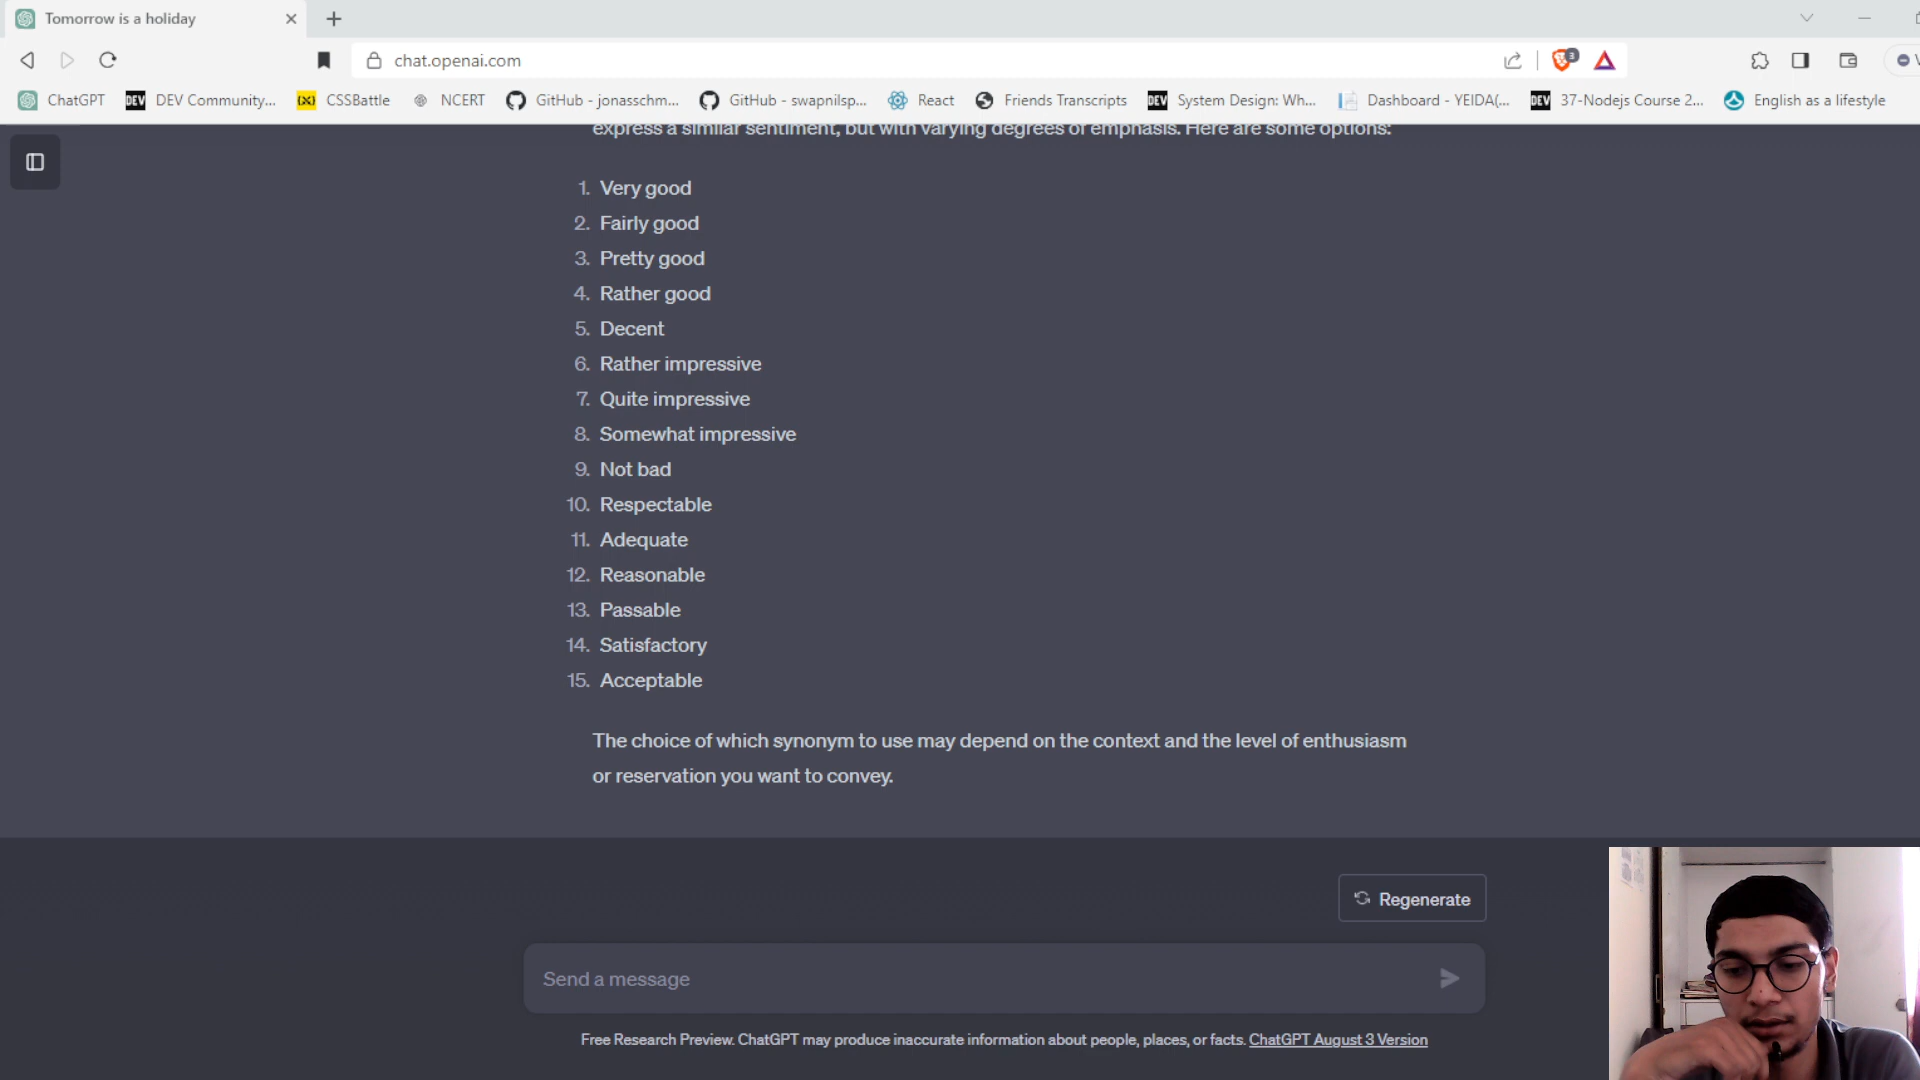 Tomorrow is a holiday
chat.openai.com
3
ChatGPT
DEV DEV Community...
CSSBattle
NCERT
GitHub - jonasschm...
GitHub - swapnilsp...
React
Friends Transcripts
DEV System Design: Wh...
Dashboard - YEIDA(...
DEV 37-Nodejs Course 2...
English as a lifestyle
express a similar sentiment, but with varying degrees of emphasis. Here are some options:
1. Very good
2. Fairly good
3. Pretty good
4. Rather good
5. Decent
6. Rather impressive
7. Quite impressive
8. Somewhat impressive
9. Not bad
10. Respectable
11. Adequate
12. Reasonable
13. Passable
14. Satisfactory
15. Acceptable
The choice of which synonym to use may depend on the context and the level of enthusiasm
or reservation you want to convey.
Regenerate
Send a message
Free Research Preview. ChatGPT may produce inaccurate information about people, places, or facts. ChatGPT August 3 Version